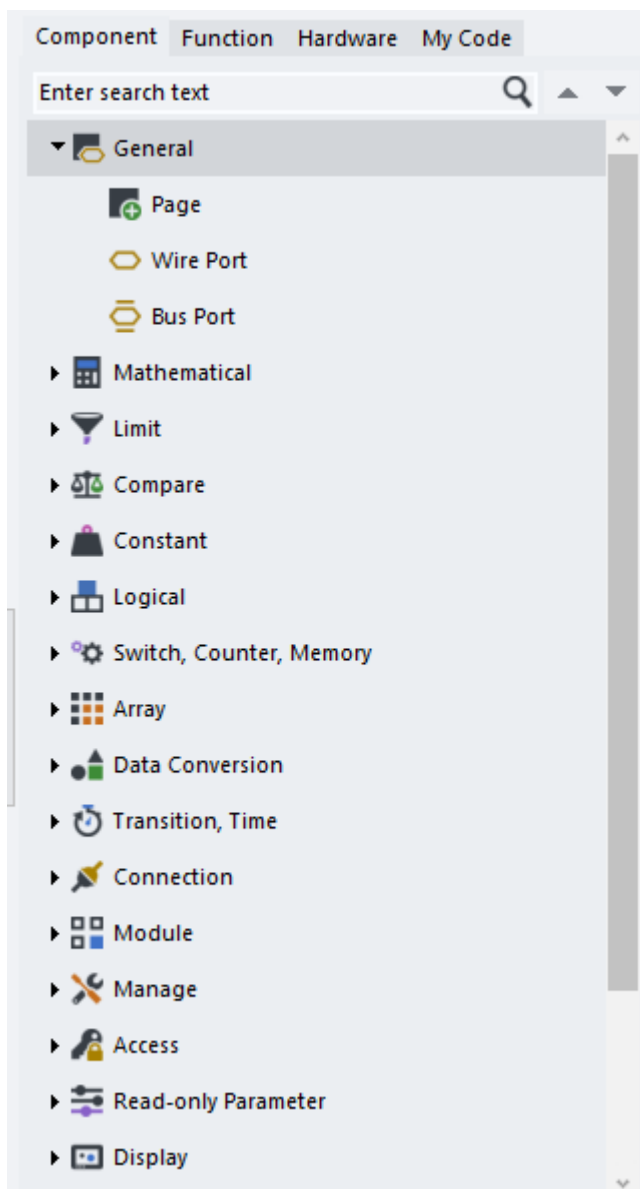 Component Function Hardware My Code
Enter search text
General
Page
Wire Port
Bus Port
Mathematical
Limit
Compare
Constant
Logical
Switch, Counter, Memory
Array
Data Conversion
Transition, Time
Connection
Module
Manage
Access
Read-only Parameter
Display